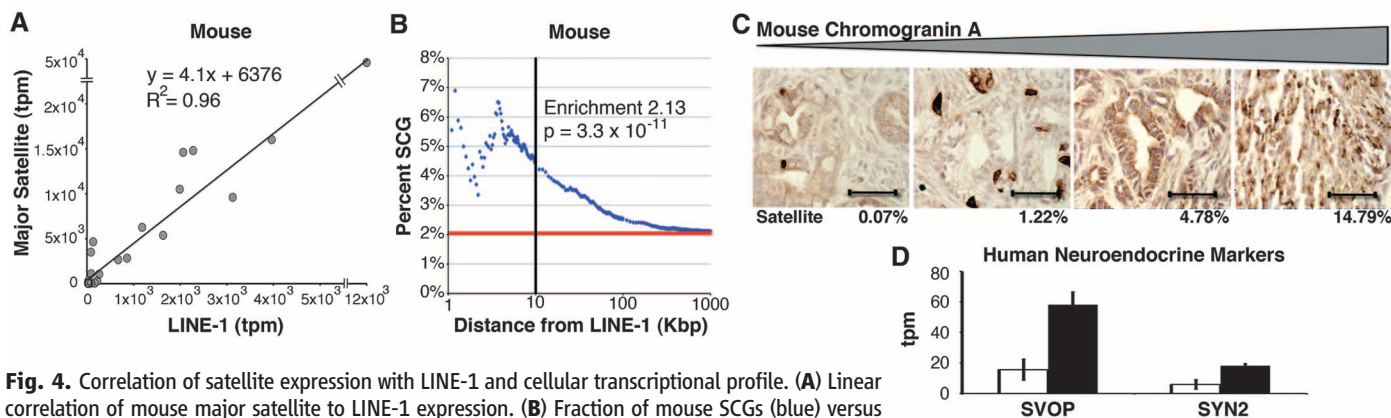 A
Mouse
Major Satellite (tpm)
5x10⁴
2x10⁴
1.5x10⁴
1x10⁴
5x10³
0
y = 4.1x + 6376
R²= 0.96
0 1x10³ 2x10³ 3x10³ 4x10³ 5x10³ 12x10³
LINE-1 (tpm)
B
Mouse
Percent SCG
8%
7%
6%
5%
4%
3%
2%
1%
0%
Enrichment 2.13
p = 3.3 x 10⁻¹¹
1 10 100 1000
Distance from LINE-1 (Kbp)
C
Mouse Chromogranin A
Satellite 0.07% 1.22% 4.78% 14.79%
D
Human Neuroendocrine Markers
tpm
80
60
40
20
0
SVOP SYN2
Fig. 4. Correlation of satellite expression with LINE-1 and cellular transcriptional profile. (A) Linear
correlation of mouse major satellite to LINE-1 expression. (B) Fraction of mouse SCGs (blue) versus